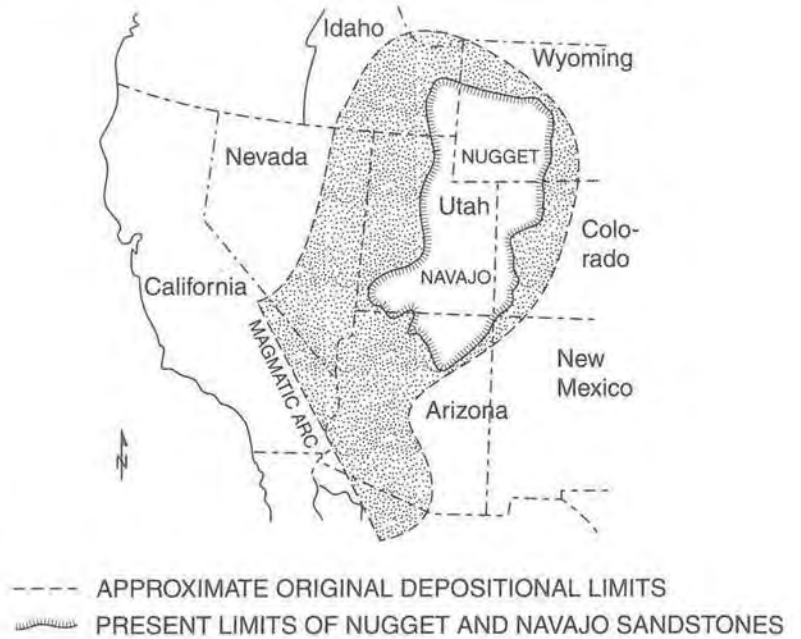 Idaho
Wyoming
Nevada
NUGGET
Utah
Colo-
rado
California
NAVAJO
MAGMATIC ARC
New
Mexico
Arizona
N
APPROXIMATE ORIGINAL DEPOSITIONAL LIMITS
PRESENT LIMITS OF NUGGET AND NAVAJO SANDSTONES